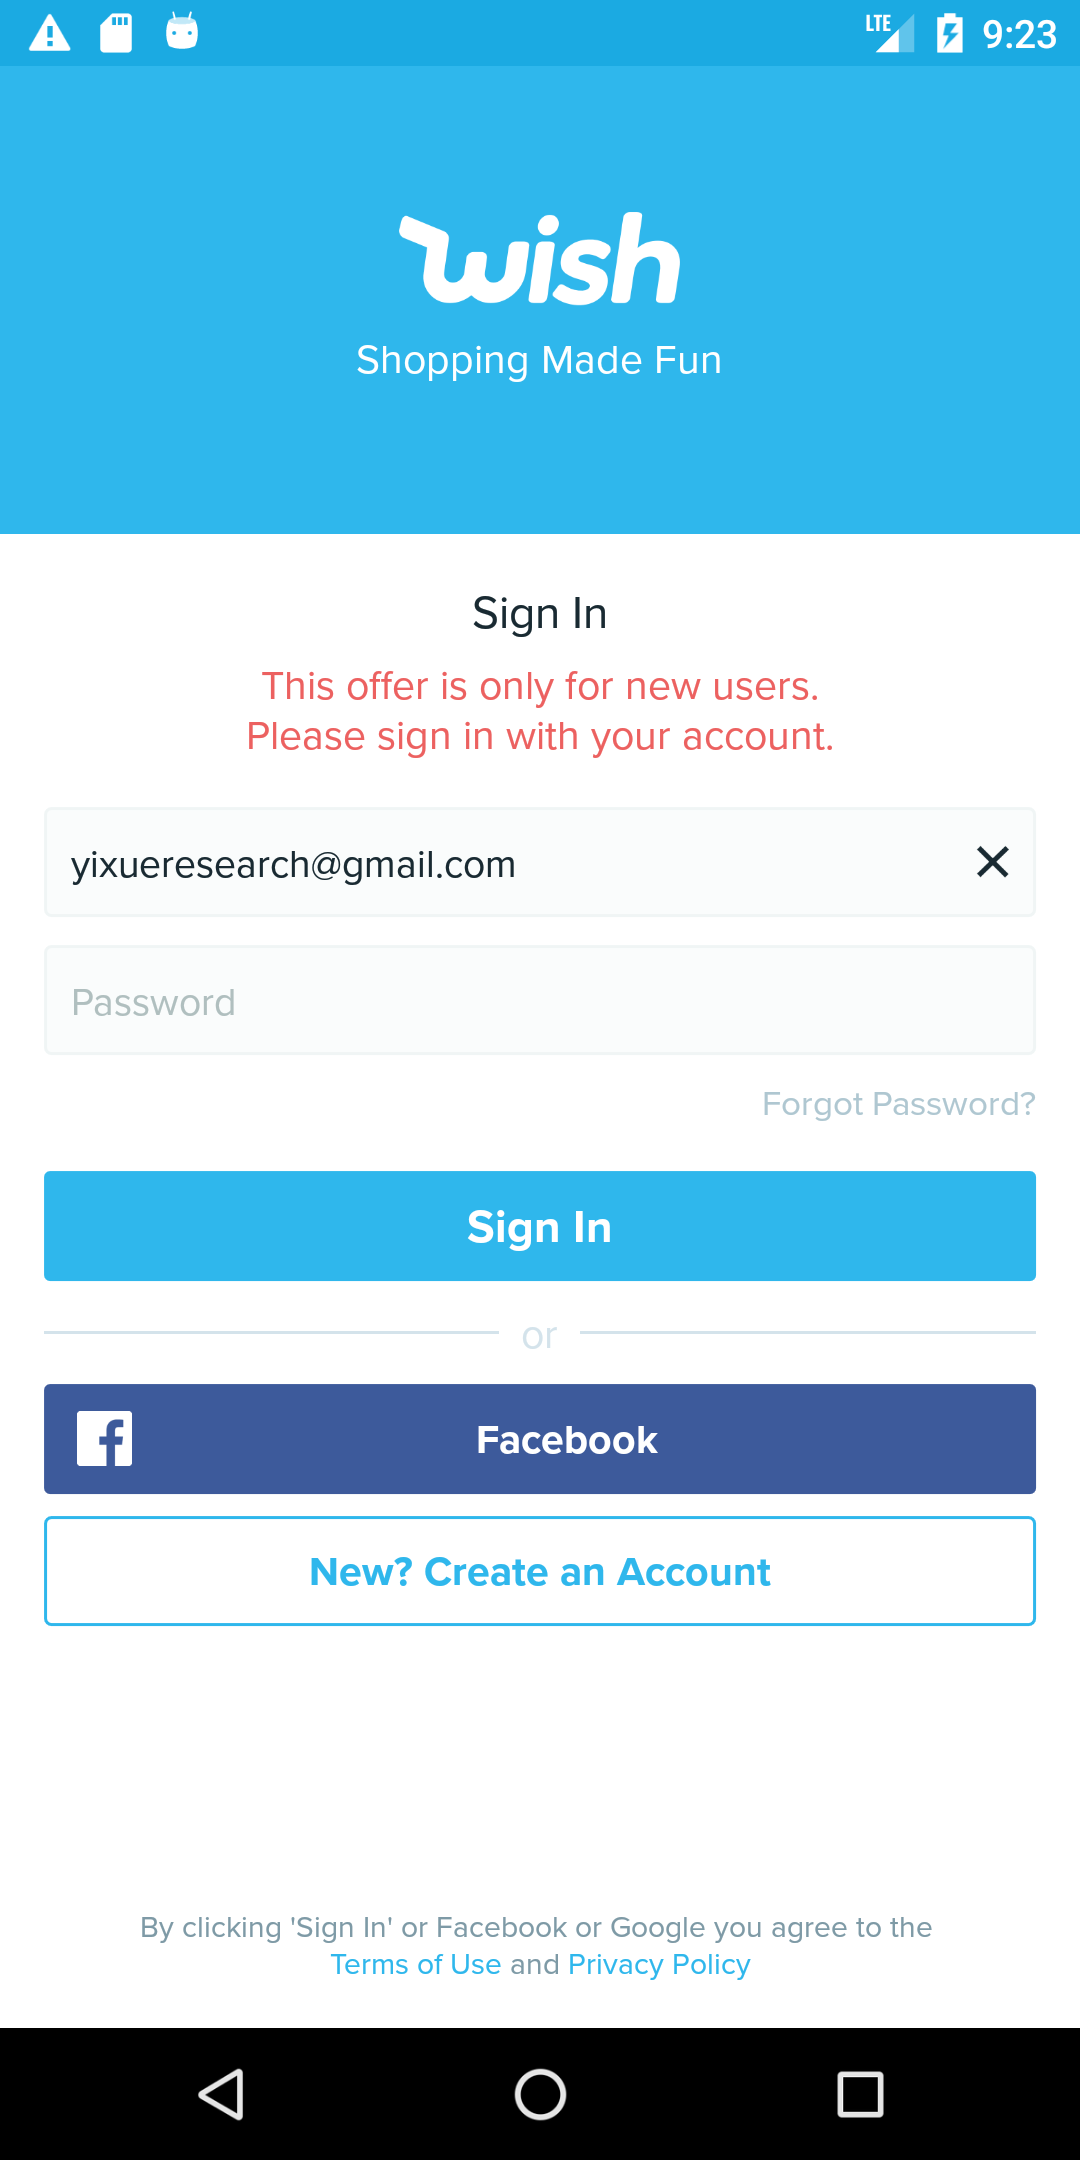 LTE 9:23
wish
Shopping Made Fun
Sign In
This offer is only for new users.
Please sign in with your account.
yixueresearch@gmail.com
Password
Forgot Password?
Sign In
or
Facebook
New? Create an Account
By clicking 'Sign In' or Facebook or Google you agree to the
Terms of Use and Privacy Policy